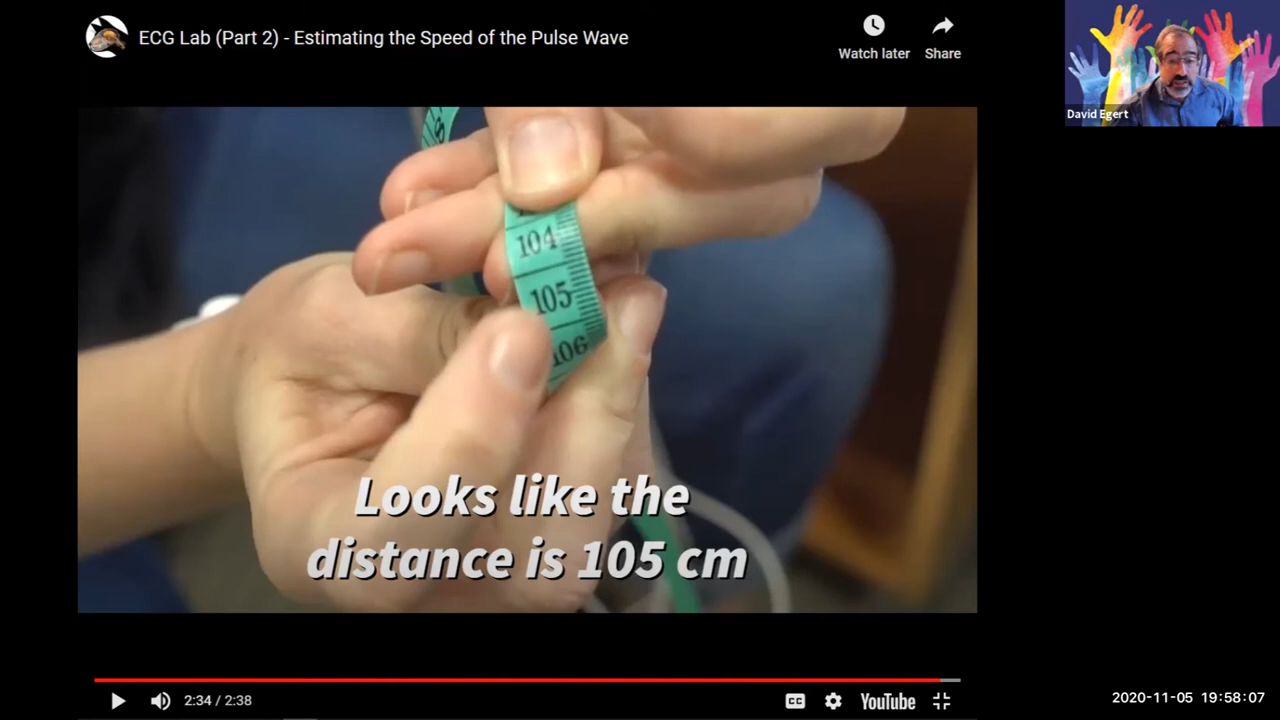 ECG Lab (Part 2) - Estimating the Speed of the Pulse Wave
Watch later
Share
David Egert
104
105
106
Looks like the
distance is 105 cm
2:34 / 2:38
CC
YouTube
2020-11-05 19:58:07